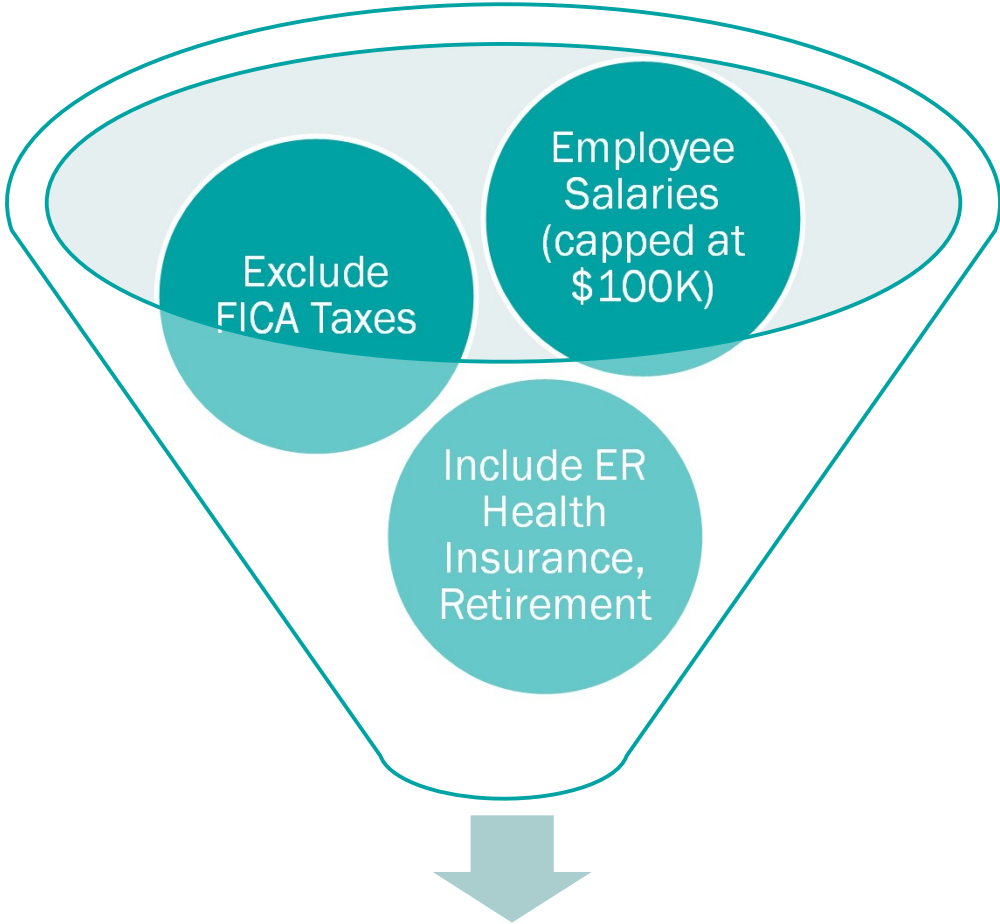 Employee
Salaries
(capped at
$100K)
Exclude
FICA Taxes
Include ER
Health
Insurance,
Retirement